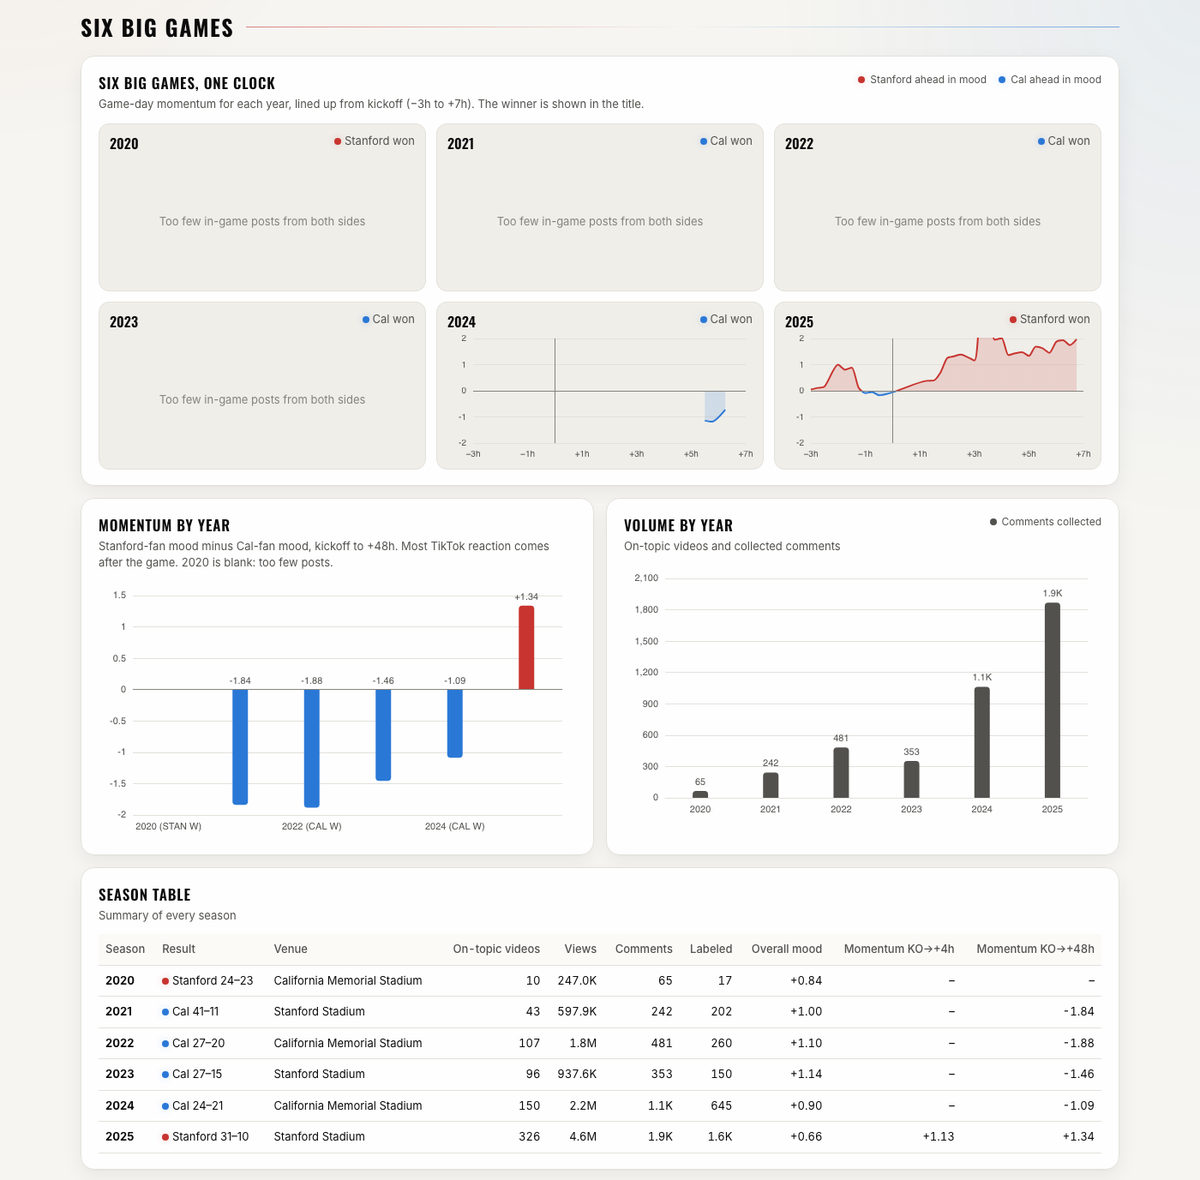 SIX BIG GAMES
SIX BIG GAMES, ONE CLOCK
Stanford ahead in mood Cal ahead in mood
Game-day momentum for each year, lined up from kickoff (−3h to +7h). The winner is shown in the title.
2020 Stanford won
Too few in-game posts from both sides
2021 Cal won
Too few in-game posts from both sides
2022 Cal won
Too few in-game posts from both sides
2023 Cal won
Too few in-game posts from both sides
2024 Cal won
2
1
0
-1
-2
−3h −1h +1h +3h +5h +7h
2025 Stanford won
2
1
0
-1
-2
−3h −1h +1h +3h +5h +7h
MOMENTUM BY YEAR
Stanford-fan mood minus Cal-fan mood, kickoff to +48h. Most TikTok reaction comes
after the game. 2020 is blank: too few posts.
1.5
1
0.5
0
-0.5
-1
-1.5
-2
-1.84 -1.88 -1.46 -1.09 +1.34
2020 (STAN W) 2022 (CAL W) 2024 (CAL W)
VOLUME BY YEAR
Comments collected
On-topic videos and collected comments
2,100
1,800
1,500
1,200
900
600
300
0
65 242 481 353 1.1K 1.9K
2020 2021 2022 2023 2024 2025
SEASON TABLE
Summary of every season
Season Result Venue On-topic videos Views Comments Labeled Overall mood Momentum KO→+4h Momentum KO→+48h
2020 Stanford 24–23 California Memorial Stadium 10 247.0K 65 17 +0.84 – –
2021 Cal 41–11 Stanford Stadium 43 597.9K 242 202 +1.00 – -1.84
2022 Cal 27–20 California Memorial Stadium 107 1.8M 481 260 +1.10 – -1.88
2023 Cal 27–15 Stanford Stadium 96 937.6K 353 150 +1.14 – -1.46
2024 Cal 24–21 California Memorial Stadium 150 2.2M 1.1K 645 +0.90 – -1.09
2025 Stanford 31–10 Stanford Stadium 326 4.6M 1.9K 1.6K +0.66 +1.13 +1.34